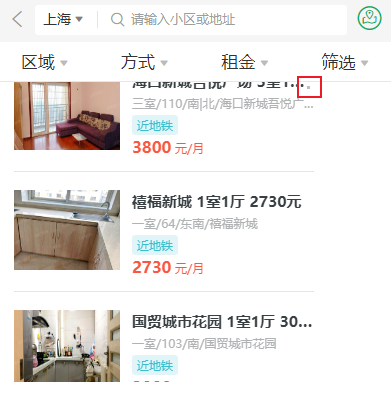 上海
请输入小区或地址
区域 方式 租金 筛选
海口新城吾悦广场 3室1...
三室/110/南|北/海口新城吾悦广...
近地铁
3800 元/月
禧福新城 1室1厅 2730元
一室/64/东南/禧福新城
近地铁
2730 元/月
国贸城市花园 1室1厅 30...
一室/103/南/国贸城市花园
近地铁